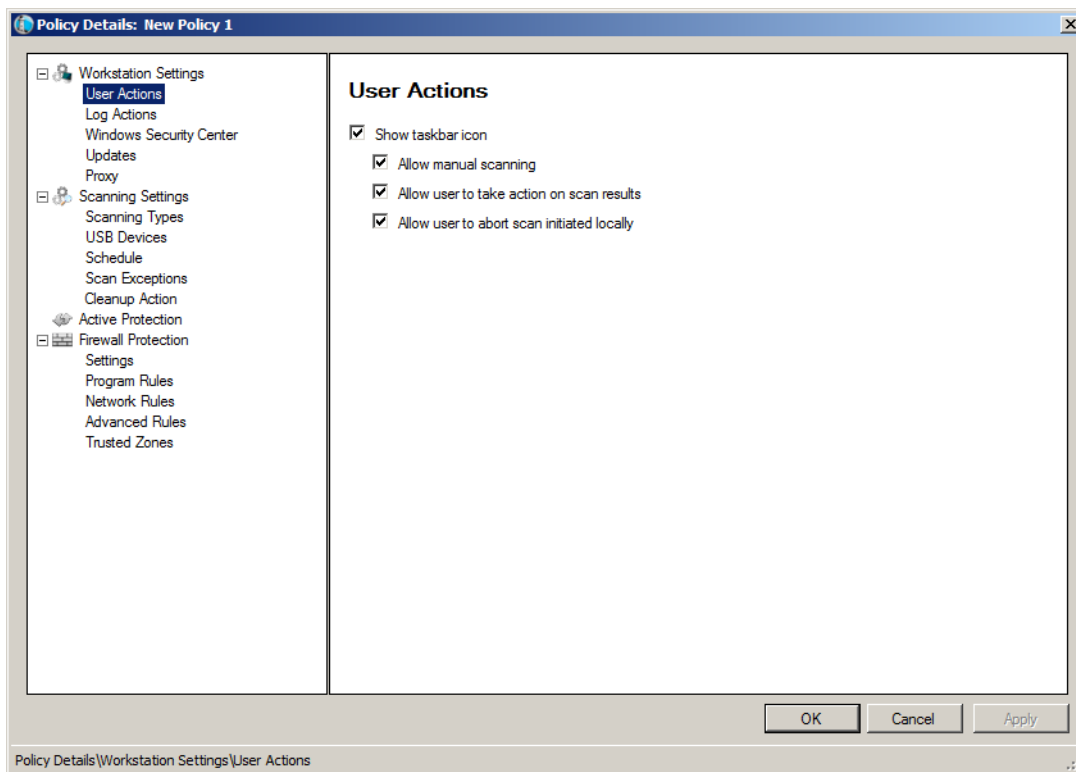 Policy Details: New Policy 1
Workstation Settings
User Actions
Log Actions
Windows Security Center
Updates
Proxy
Scanning Settings
Scanning Types
USB Devices
Schedule
Scan Exceptions
Cleanup Action
Active Protection
Firewall Protection
Settings
Program Rules
Network Rules
Advanced Rules
Trusted Zones
User Actions
Show taskbar icon
Allow manual scanning
Allow user to take action on scan results
Allow user to abort scan initiated locally
OK Cancel Apply
Policy Details\Workstation Settings\User Actions